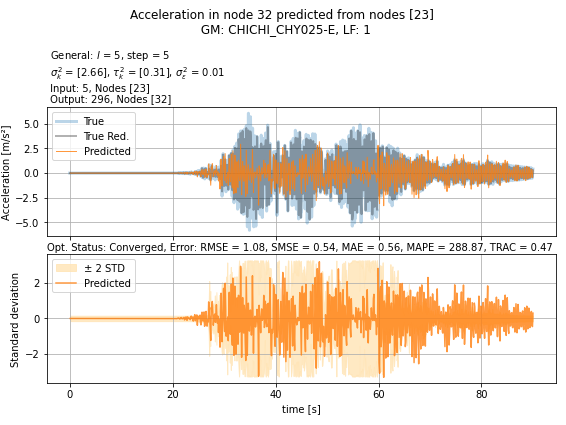 Acceleration in node 32 predicted from nodes [23]
GM: CHICHI_CHY025-E, LF: 1
General: l = 5, step = 5
σ²ₖ = [2.66], τ²ₖ = [0.31], σ²ε = 0.01
Input: 5, Nodes [23]
Output: 296, Nodes [32]
True
True Red.
Predicted
5.0
2.5
0.0
−2.5
−5.0
Acceleration [m/s²]
Opt. Status: Converged, Error: RMSE = 1.08, SMSE = 0.54, MAE = 0.56, MAPE = 288.87, TRAC = 0.47
± 2 STD
Predicted
2
0
−2
Standard deviation
0 20 40 60 80
time [s]